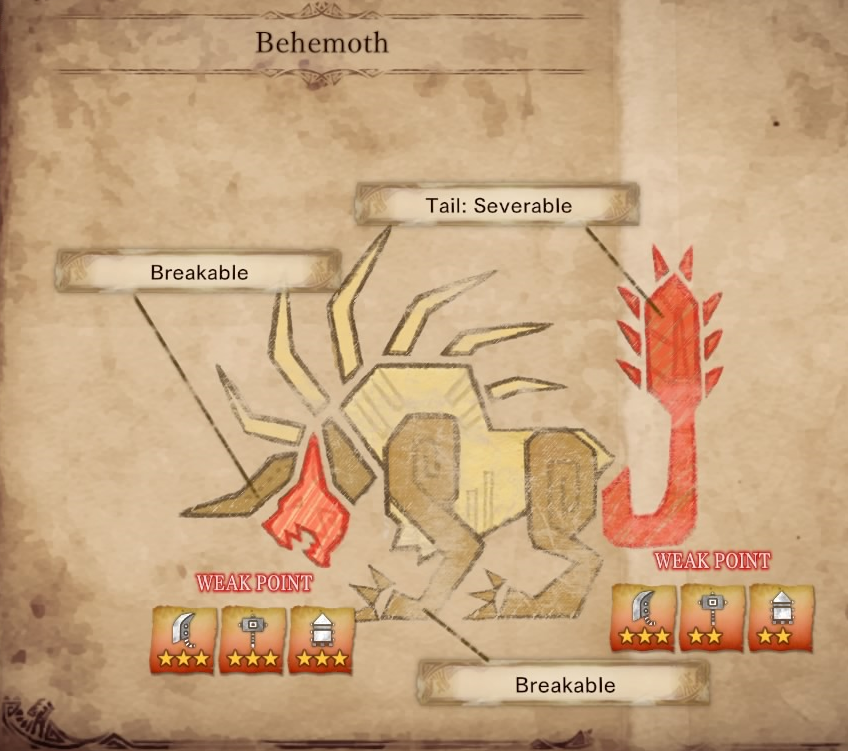 Behemoth
Tail: Severable
Breakable
WEAK POINT
WEAK POINT
Breakable